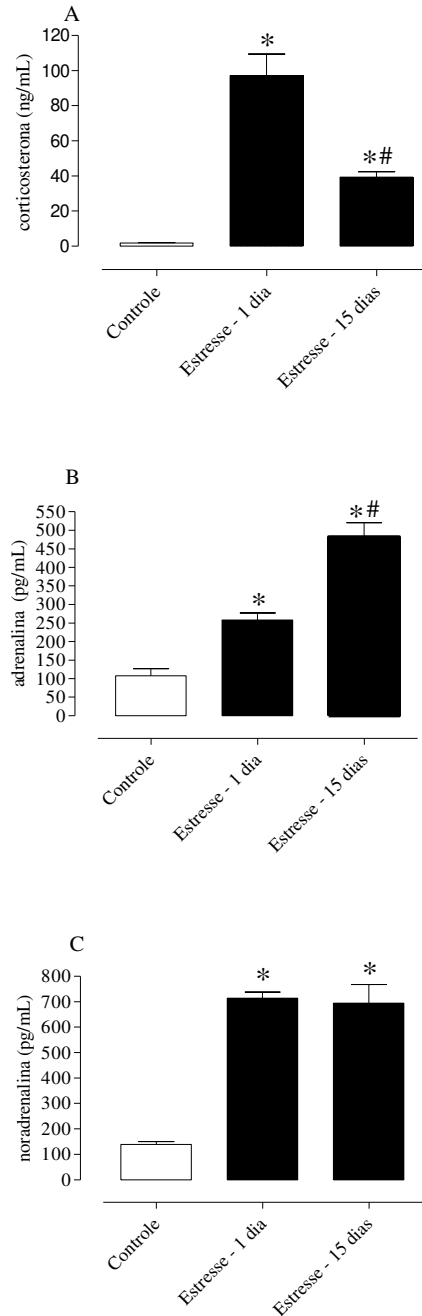 A
corticosterona (ng/mL)
120
100
80
60
40
20
0
*
*#
Controle
Estresse - 1 dia
Estresse - 15 dias
B
adrenalina (pg/mL)
550
500
450
400
350
300
250
200
150
100
50
0
*
*#
Controle
Estresse - 1 dia
Estresse - 15 dias
C
noradrenalina (pg/mL)
800
700
600
500
400
300
200
100
0
*
*
Controle
Estresse - 1 dia
Estresse - 15 dias